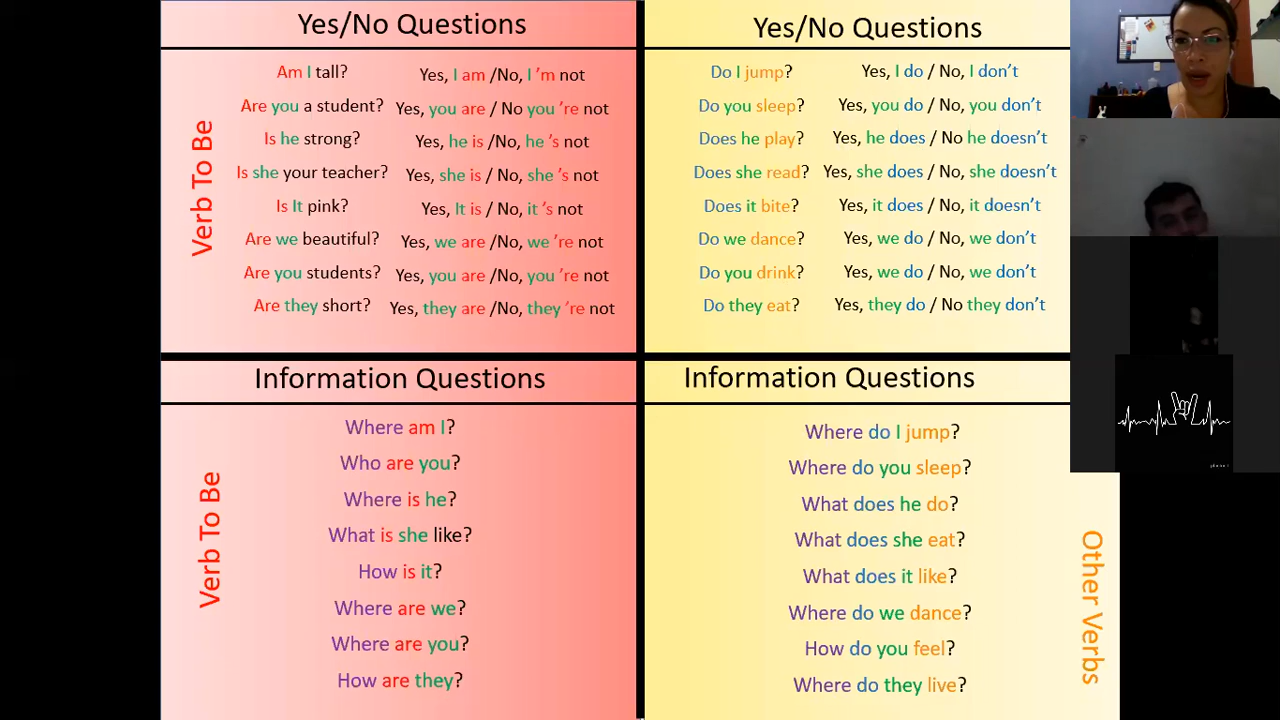 Yes/No Questions
Verb To Be
Am I tall? Yes, I am /No, I 'm not
Are you a student? Yes, you are / No you 're not
Is he strong? Yes, he is /No, he 's not
Is she your teacher? Yes, she is / No, she 's not
Is It pink? Yes, It is / No, it 's not
Are we beautiful? Yes, we are /No, we 're not
Are you students? Yes, you are /No, you 're not
Are they short? Yes, they are /No, they 're not
Yes/No Questions
Do I jump? Yes, I do / No, I don't
Do you sleep? Yes, you do / No, you don't
Does he play? Yes, he does / No he doesn't
Does she read? Yes, she does / No, she doesn't
Does it bite? Yes, it does / No, it doesn't
Do we dance? Yes, we do / No, we don't
Do you drink? Yes, we do / No, we don't
Do they eat? Yes, they do / No they don't
Information Questions
Verb To Be
Where am I?
Who are you?
Where is he?
What is she like?
How is it?
Where are we?
Where are you?
How are they?
Information Questions
Where do I jump?
Where do you sleep?
What does he do?
What does she eat?
What does it like?
Where do we dance?
How do you feel?
Where do they live?
Other Verbs